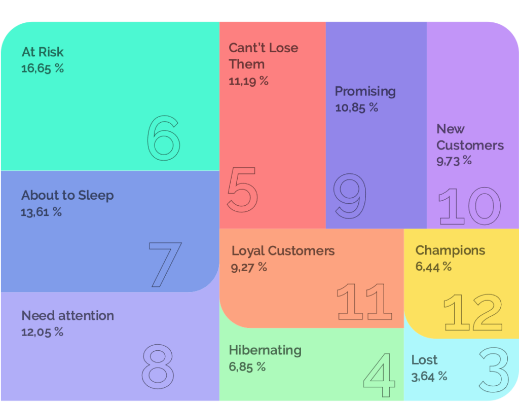 At Risk
16,65 %
6
Cant't Lose
Them
11,19 %
5
Promising
10,85 %
9
New
Customers
9,73 %
10
About to Sleep
13,61 %
7
Loyal Customers
9,27 %
11
Champions
6,44 %
12
Need attention
12,05 %
8
Hibernating
6,85 %
4
Lost
3,64 %
3